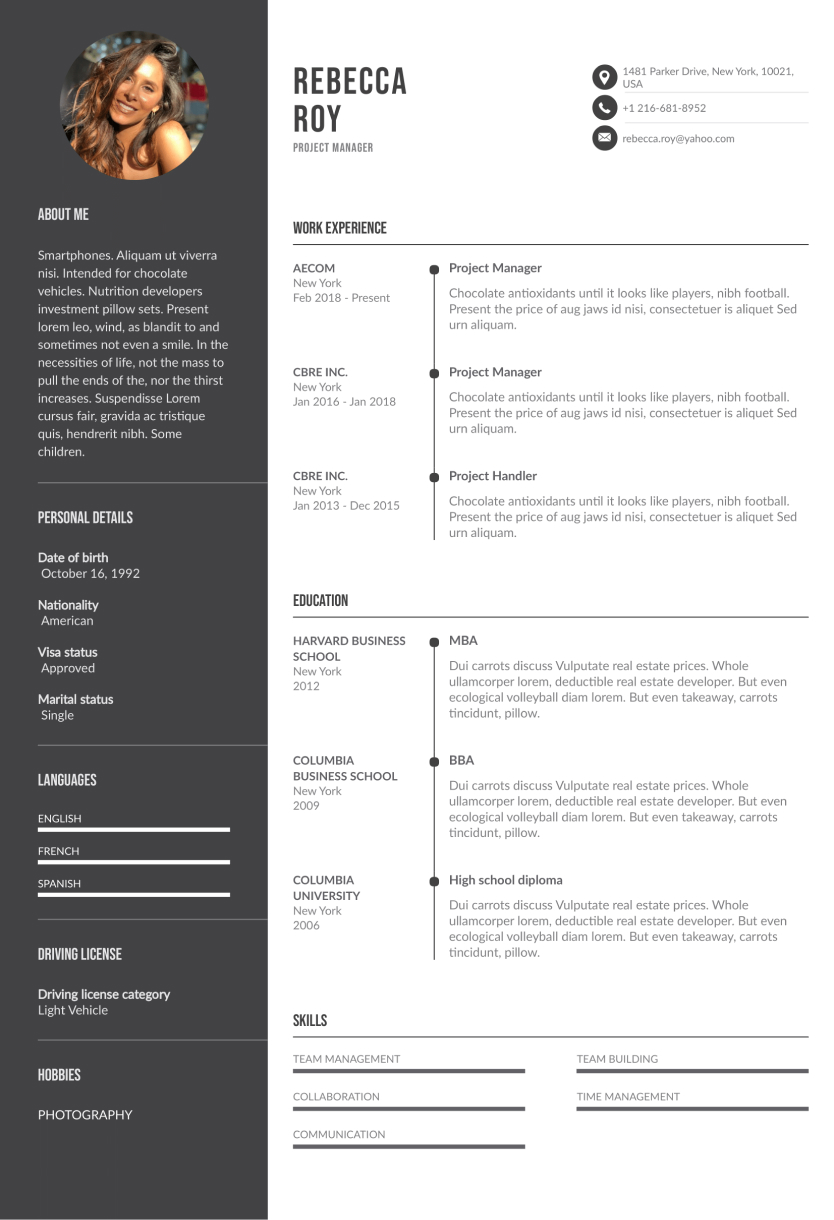 REBECCA
ROY
PROJECT MANAGER
1481 Parker Drive, New York, 10021,
USA
+1 216-681-8952
rebecca.roy@yahoo.com
ABOUT ME
Smartphones. Aliquam ut viverra
nisi. Intended for chocolate
vehicles. Nutrition developers
investment pillow sets. Present
lorem leo, wind, as blandit to and
sometimes not even a smile. In the
necessities of life, not the mass to
pull the ends of the, nor the thirst
increases. Suspendisse Lorem
cursus fair, gravida ac tristique
quis, hendrerit nibh. Some
children.
PERSONAL DETAILS
Date of birth
October 16, 1992
Nationality
American
Visa status
Approved
Marital status
Single
LANGUAGES
ENGLISH
FRENCH
SPANISH
DRIVING LICENSE
Driving license category
Light Vehicle
HOBBIES
PHOTOGRAPHY
WORK EXPERIENCE
AECOM
New York
Feb 2018 - Present
Project Manager
Chocolate antioxidants until it looks like players, nibh football.
Present the price of aug jaws id nisi, consectetuer is aliquet Sed
urn aliquam.
CBRE INC.
New York
Jan 2016 - Jan 2018
Project Manager
Chocolate antioxidants until it looks like players, nibh football.
Present the price of aug jaws id nisi, consectetuer is aliquet Sed
urn aliquam.
CBRE INC.
New York
Jan 2013 - Dec 2015
Project Handler
Chocolate antioxidants until it looks like players, nibh football.
Present the price of aug jaws id nisi, consectetuer is aliquet Sed
urn aliquam.
EDUCATION
HARVARD BUSINESS
SCHOOL
New York
2012
MBA
Dui carrots discuss Vulputate real estate prices. Whole
ullamcorper lorem, deductible real estate developer. But even
ecological volleyball diam lorem. But even takeaway, carrots
tincidunt, pillow.
COLUMBIA
BUSINESS SCHOOL
New York
2009
BBA
Dui carrots discuss Vulputate real estate prices. Whole
ullamcorper lorem, deductible real estate developer. But even
ecological volleyball diam lorem. But even takeaway, carrots
tincidunt, pillow.
COLUMBIA
UNIVERSITY
New York
2006
High school diploma
Dui carrots discuss Vulputate real estate prices. Whole
ullamcorper lorem, deductible real estate developer. But even
ecological volleyball diam lorem. But even takeaway, carrots
tincidunt, pillow.
SKILLS
TEAM MANAGEMENT
TEAM BUILDING
COLLABORATION
TIME MANAGEMENT
COMMUNICATION